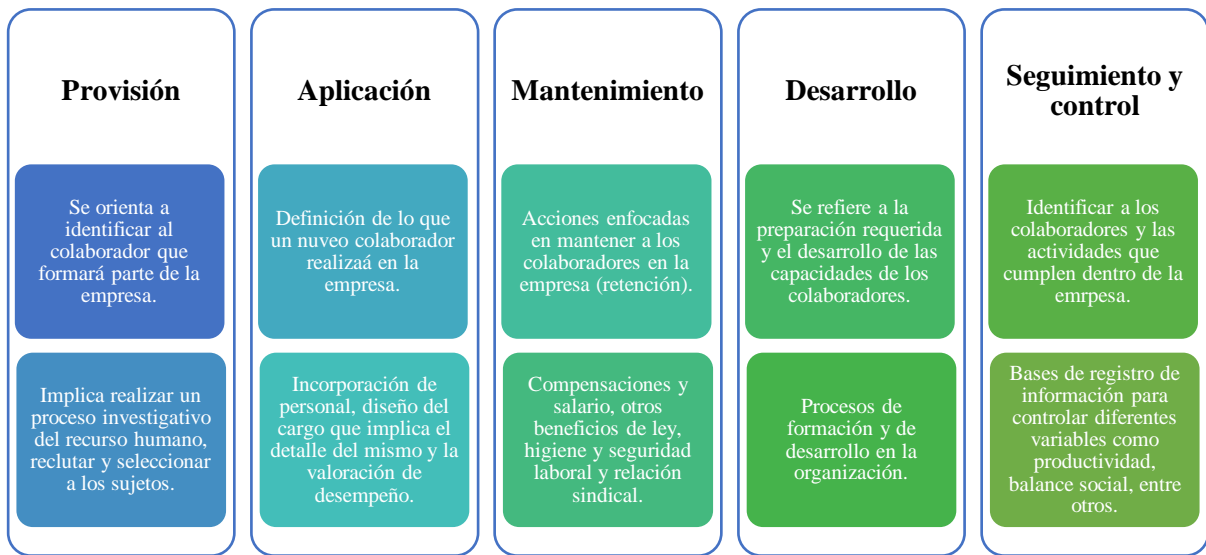 Provisión
Se orienta a
identificar al
colaborador que
formará parte de la
empresa.
Implica realizar un
proceso investigativo
del recurso humano,
reclutar y seleccionar
a los sujetos.
Aplicación
Definición de lo que
un nuveo colaborador
realizaá en la
empresa.
Incorporación de
personal, diseño del
cargo que implica el
detalle del mismo y la
valoración de
desempeño.
Mantenimiento
Acciones enfocadas
en mantener a los
colaboradores en la
empresa (retención).
Compensaciones y
salario, otros
beneficios de ley,
higiene y seguridad
laboral y relación
sindical.
Desarrollo
Se refiere a la
preparación requerida
y el desarrollo de las
capacidades de los
colaboradores.
Procesos de
formación y de
desarrollo en la
organización.
Seguimiento y
control
Identificar a los
colaboradores y las
actividades que
cumplen dentro de la
emrpesa.
Bases de registro de
información para
controlar diferentes
variables como
productividad,
balance social, entre
otros.